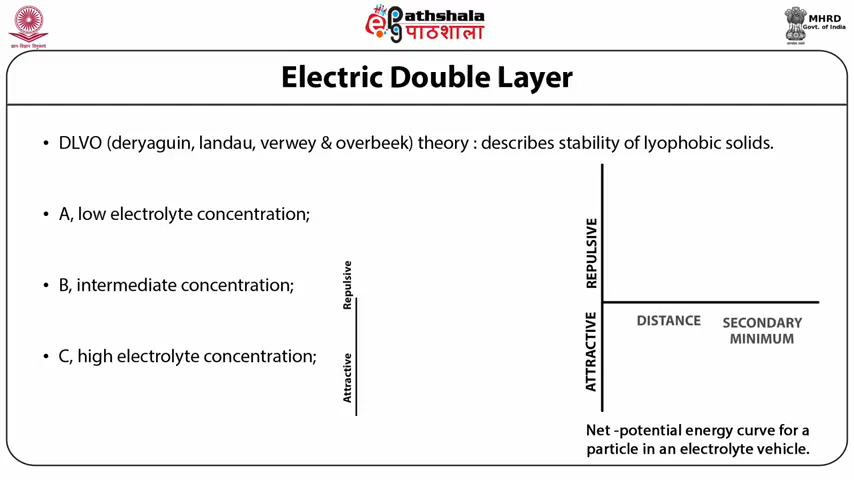 ePathshala
पाठशाला
MHRD
Govt. of India
Electric Double Layer
• DLVO (deryaguin, landau, verwey & overbeek) theory : describes stability of lyophobic solids.
• A, low electrolyte concentration;
• B, intermediate concentration;
• C, high electrolyte concentration;
Repulsive
Attractive
REPULSIVE
ATTRACTIVE
DISTANCE
SECONDARY
MINIMUM
Net -potential energy curve for a
particle in an electrolyte vehicle.